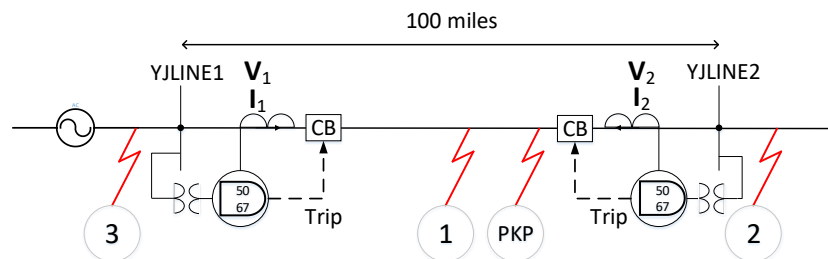 100 miles
YJLINE1
V1
I1
V2
I2
YJLINE2
AC
CB
CB
50
67
Trip
50
67
Trip
3
1
PKP
2